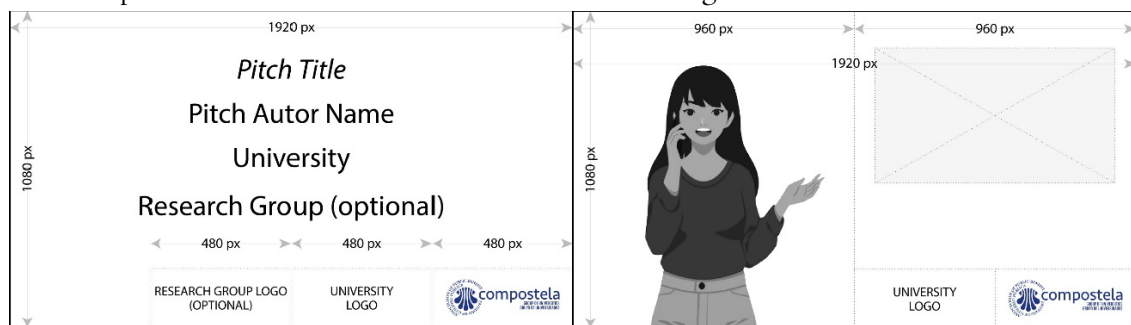 1920 px
Pitch Title
Pitch Autor Name
University
Research Group (optional)
1080 px
480 px
480 px
480 px
RESEARCH GROUP LOGO
(OPTIONAL)
UNIVERSITY
LOGO
compostela
960 px
960 px
1920 px
1080 px
UNIVERSITY
LOGO
compostela